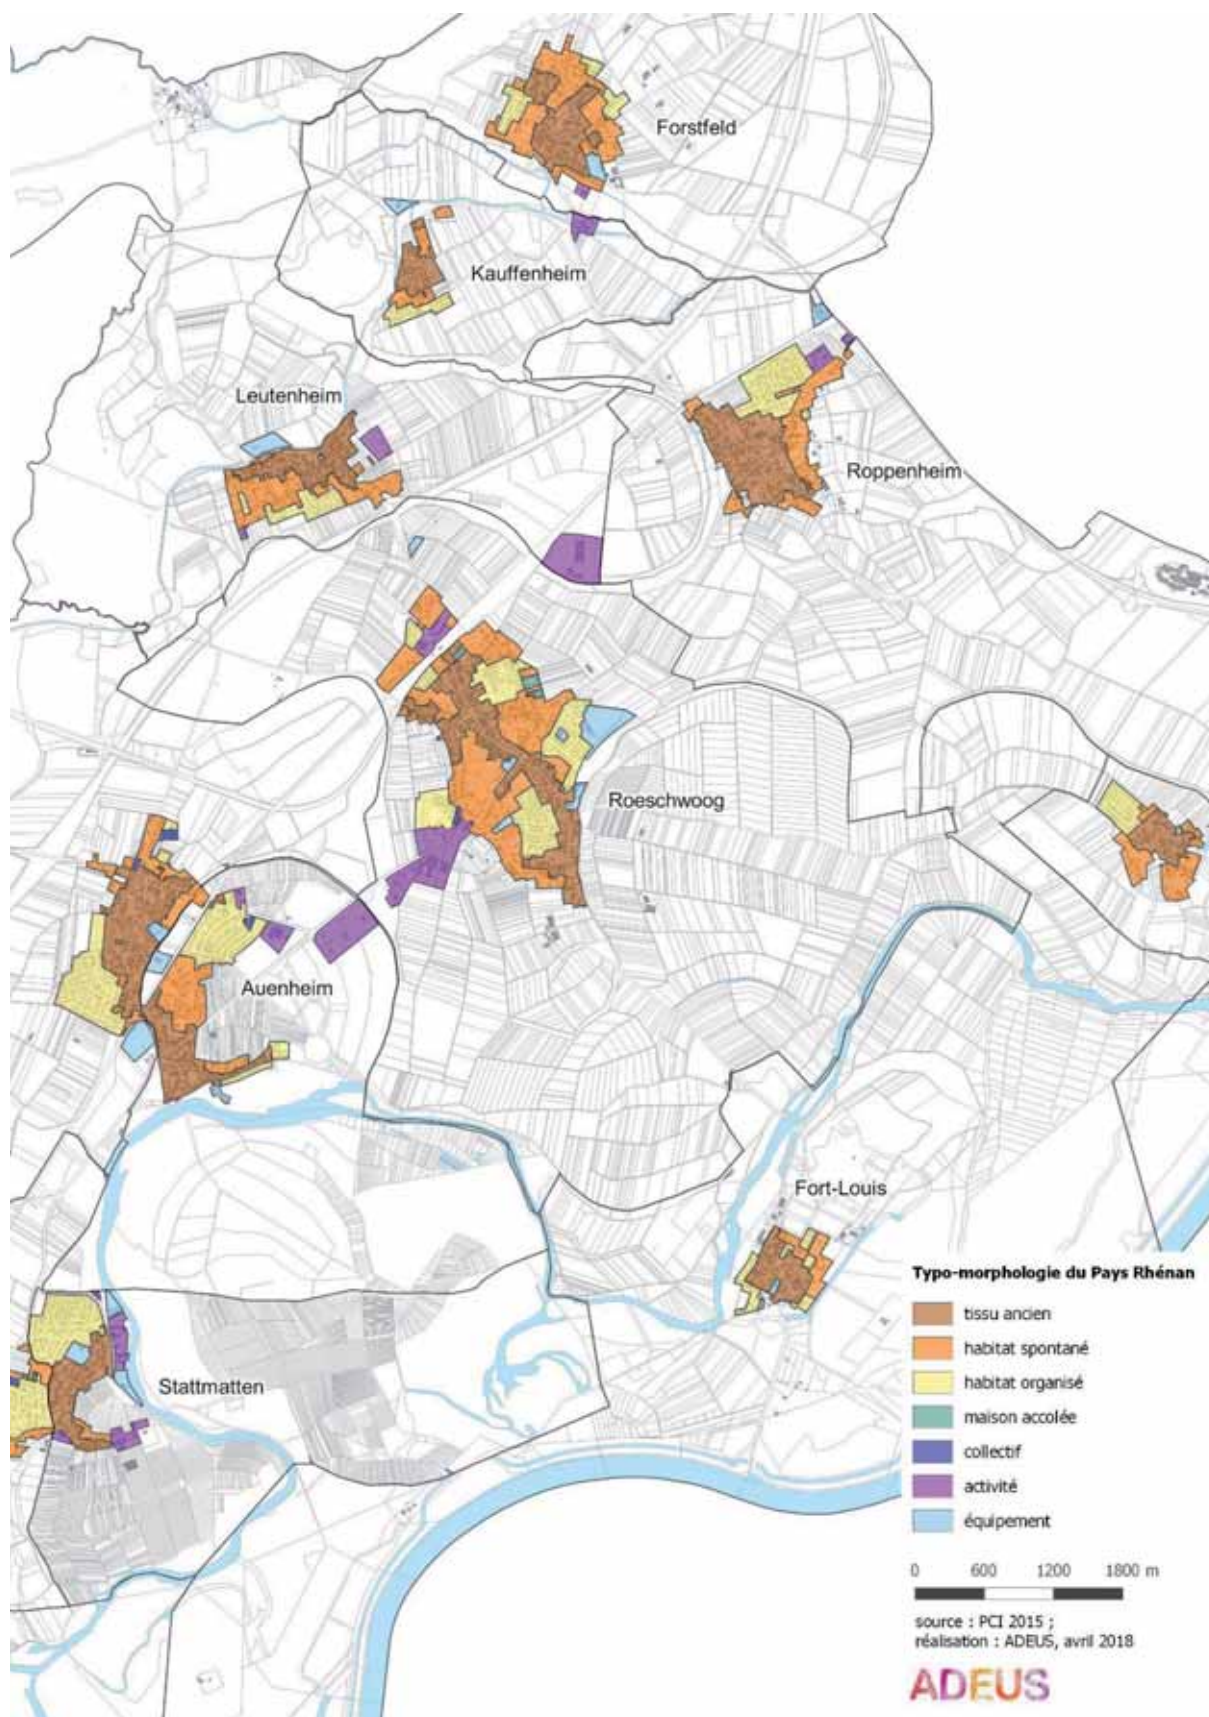 Forstfeld
Kauffenheim
Leutenheim
Roppenheim
Roeschwoog
Auenheim
Fort-Louis
Stattmatten
Typo-morphologie du Pays Rhénan
tissu ancien
habitat spontané
habitat organisé
maison accolée
collectif
activité
équipement
0 600 1200 1800 m
source : PCI 2015 ;
réalisation : ADEUS, avril 2018
ADEUS